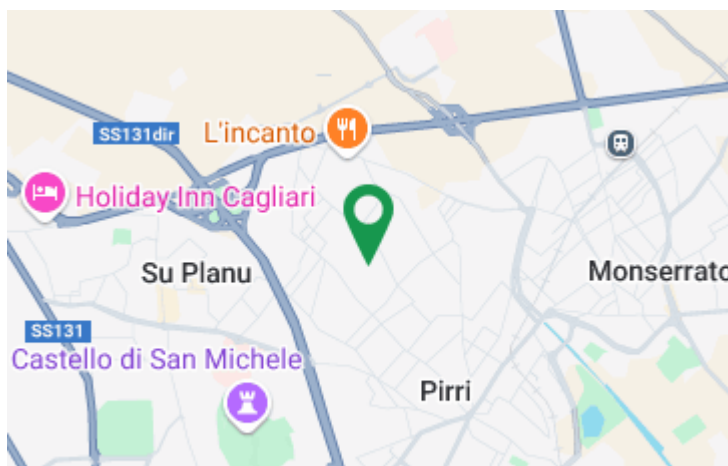 SS131dir
L'incanto
Holiday Inn Cagliari
Su Planu
Monserrato
SS131
Castello di San Michele
Pirri